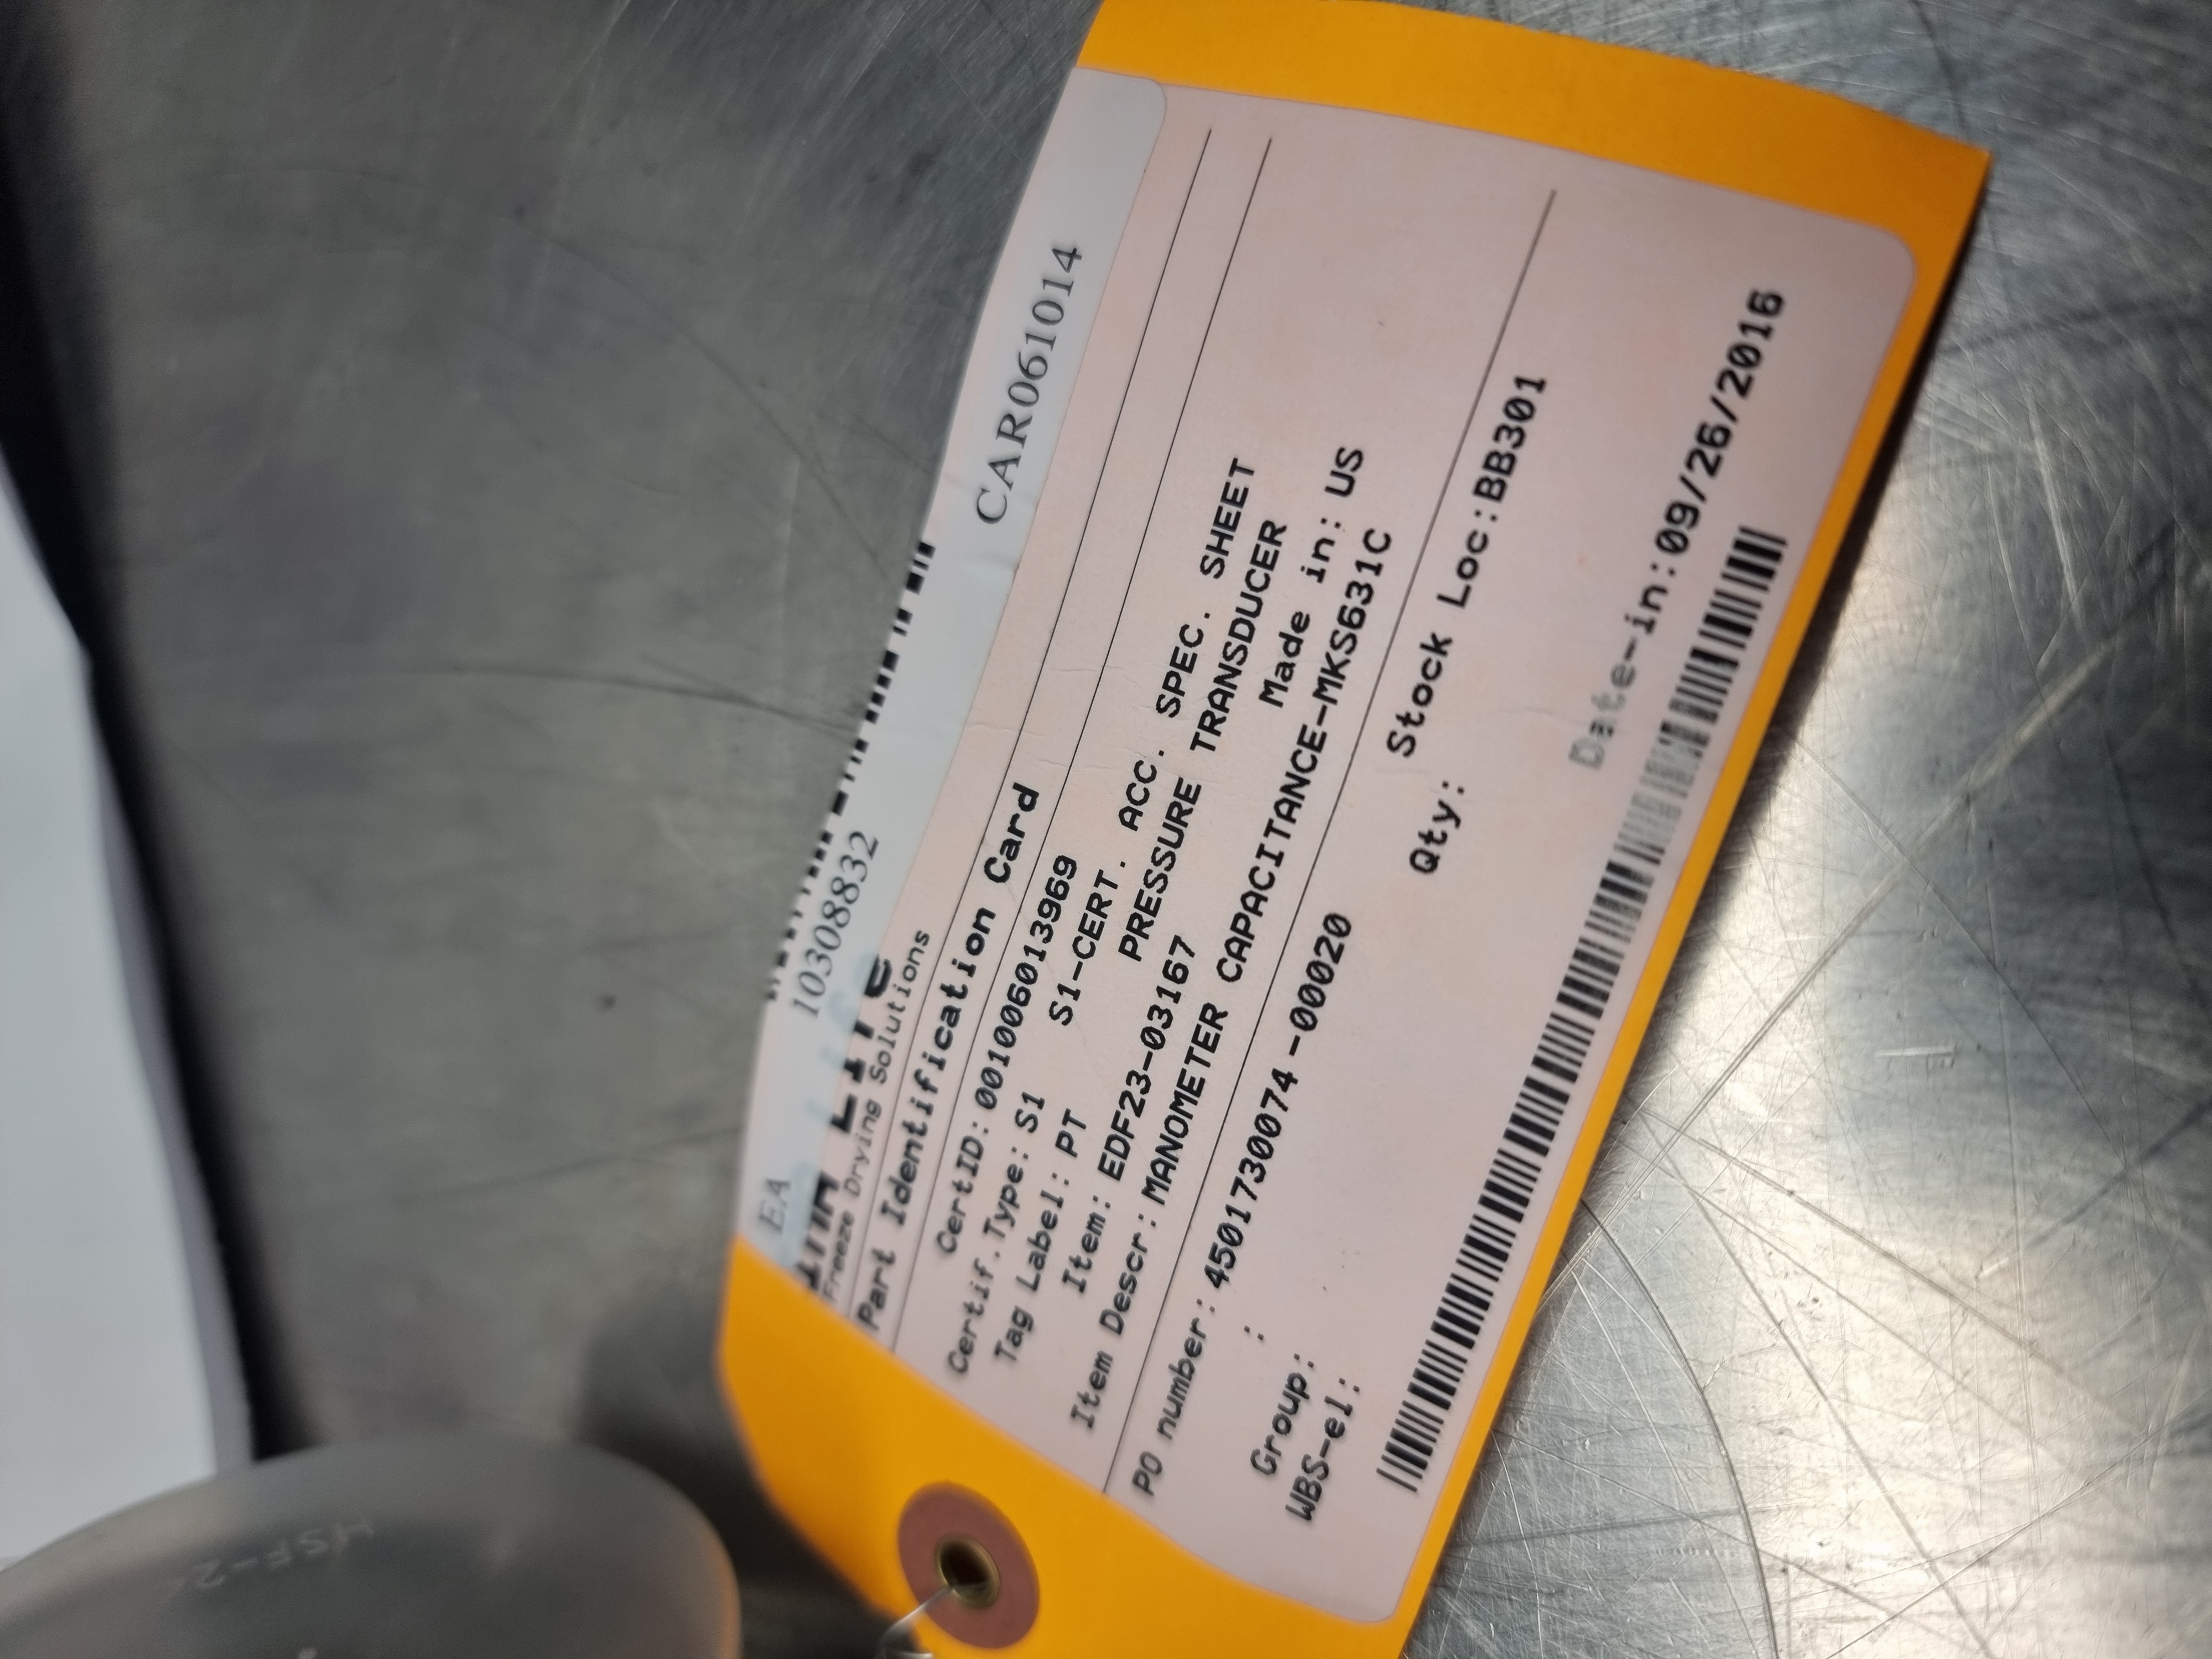 EA 10308832 CAR061014
Freeze Drying Solutions
Part Identification Card
CertID: 001006013969
Certif.Type: S1 S1-CERT. ACC. SPEC. SHEET
Tag Label: PT PRESSURE TRANSDUCER
Item: EDF23-03167 Made in: US
Item Descr: MANOMETER CAPACITANCE-MKS631C
PO number: 4501730074 -00020 Qty: Stock Loc:BB301
Group: :
WBS-el: Date-in:09/26/2016